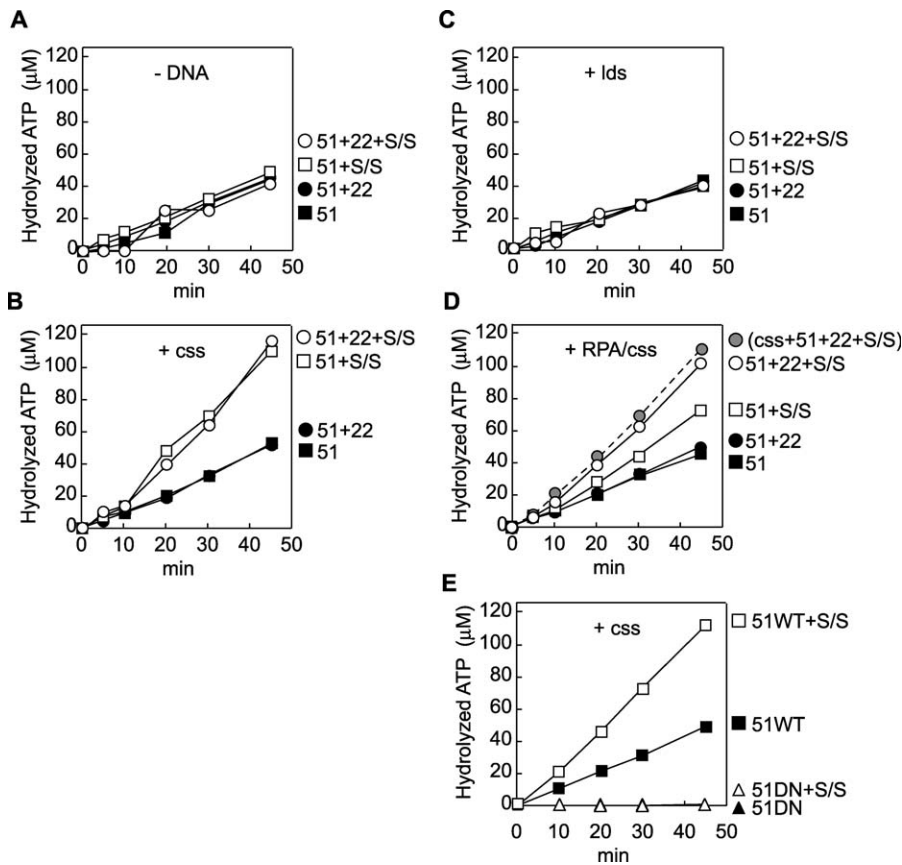 A
- DNA
Hydrolyzed ATP (μM)
120
100
80
60
40
20
0
0 10 20 30 40 50
min
51+22+S/S
51+S/S
51+22
51
C
+ lds
Hydrolyzed ATP (μM)
120
100
80
60
40
20
0
0 10 20 30 40 50
min
51+22+S/S
51+S/S
51+22
51
B
+ css
Hydrolyzed ATP (μM)
120
100
80
60
40
20
0
0 10 20 30 40 50
min
51+22+S/S
51+S/S
51+22
51
D
+ RPA/css
Hydrolyzed ATP (μM)
120
100
80
60
40
20
0
0 10 20 30 40 50
min
(css+51+22+S/S)
51+22+S/S
51+S/S
51+22
51
E
+ css
Hydrolyzed ATP (μM)
120
100
80
60
40
20
0
0 10 20 30 40 50
min
51WT+S/S
51WT
51DN+S/S
51DN